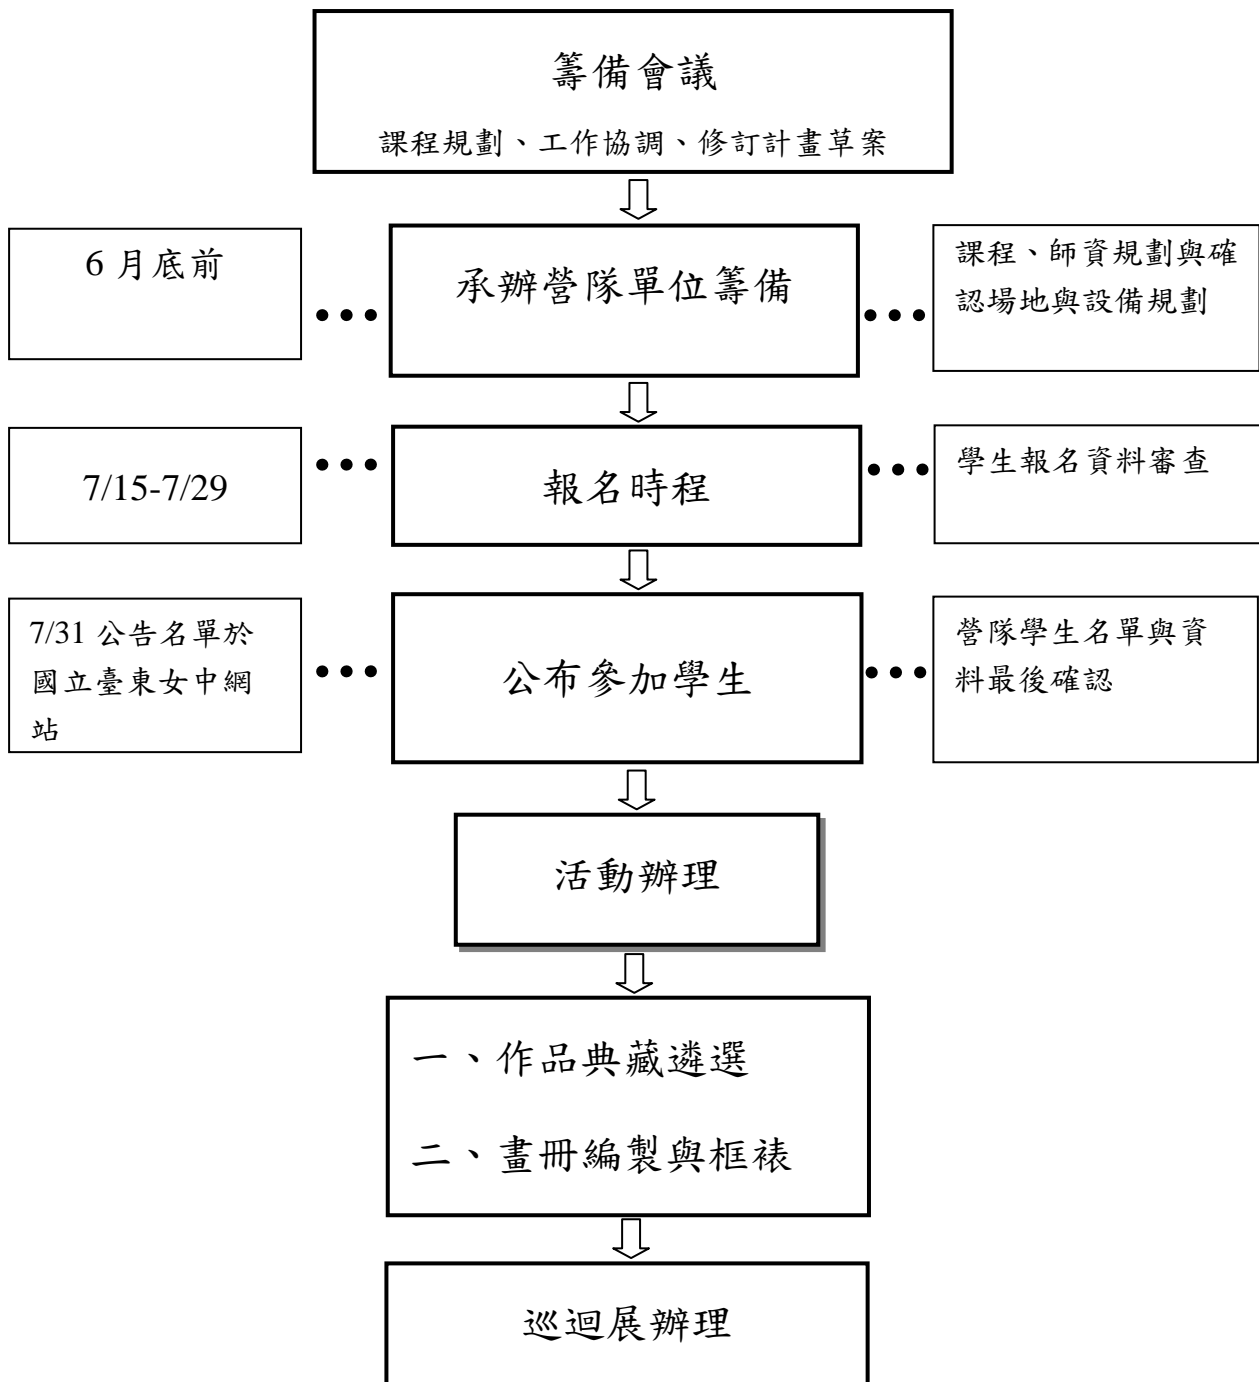 籌備會議
課程規劃、工作協調、修訂計畫草案
6 月底前
承辦營隊單位籌備
課程、師資規劃與確
認場地與設備規劃
7/15-7/29
報名時程
學生報名資料審查
7/31 公告名單於
國立臺東女中網
站
公布參加學生
營隊學生名單與資
料最後確認
活動辦理
一、作品典藏遴選
二、畫冊編製與框裱
巡迴展辦理